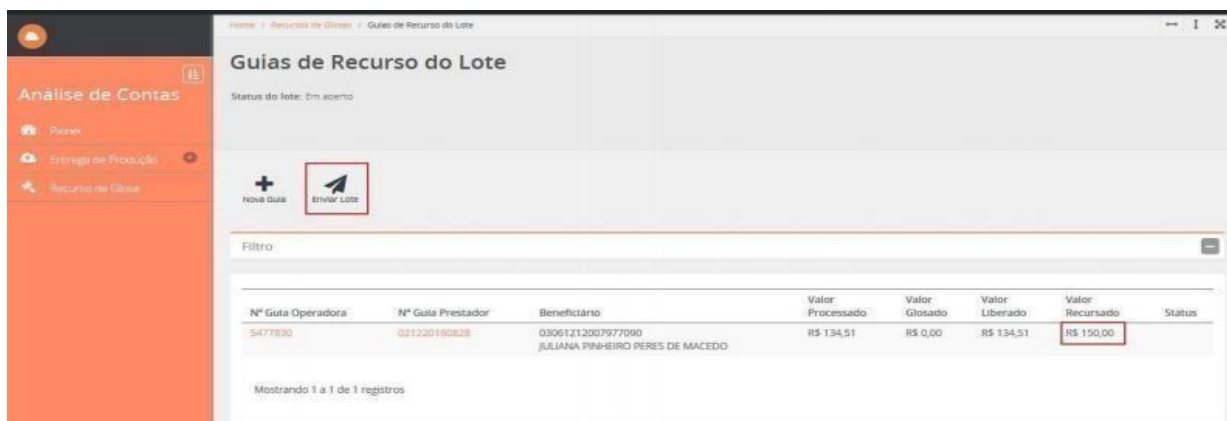 Home / Recursos de Glosas / Guias de Recurso do Lote
Guias de Recurso do Lote
Análise de Contas
Status do lote: Em aberto
Painel
Entrega de Produção
Recurso de Glosa
Nova Guia
Enviar Lote
Filtro
Nº Guia Operadora Nº Guia Prestador Beneficiário Valor Processado Valor Glosado Valor Liberado Valor Recursado Status
5477830 021220160828 03061212007977090 R$ 134,51 R$ 0,00 R$ 134,51 R$ 150,00
JULIANA PINHEIRO PERES DE MACEDO
Mostrando 1 a 1 de 1 registros